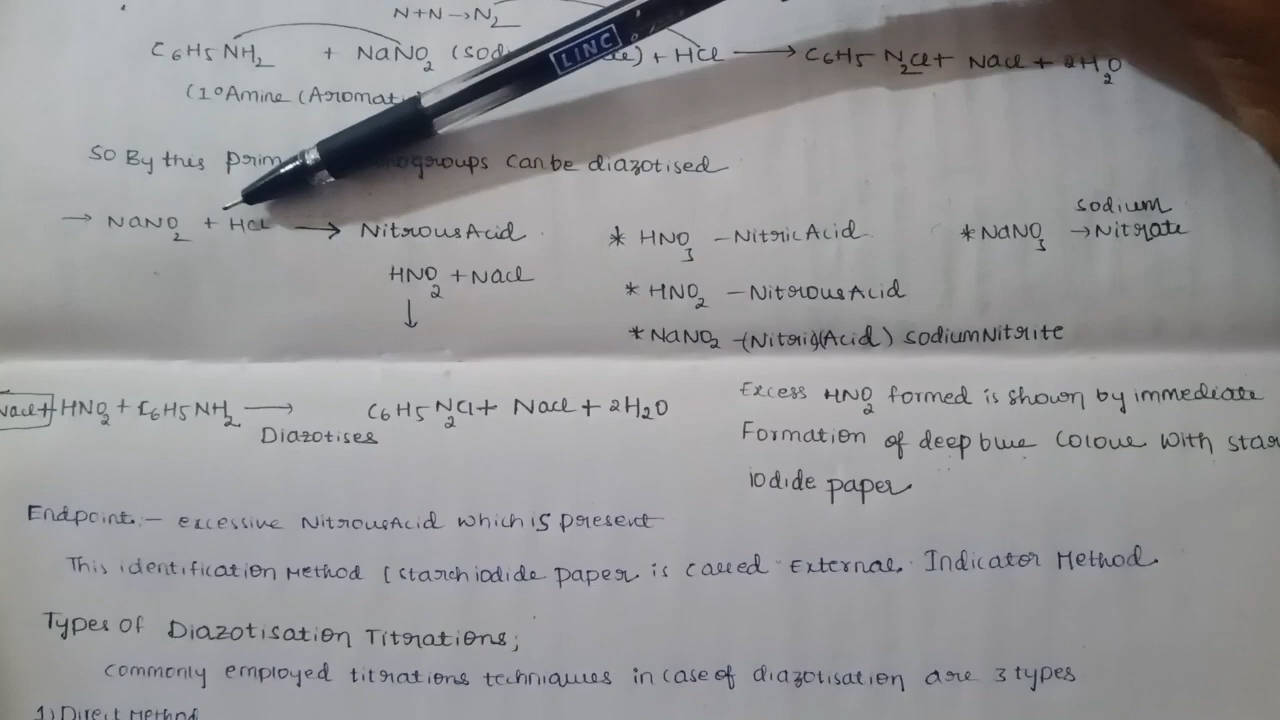 N+N→N2
C6H5NH2 + NaNO2 (sod + HCl → C6H5 N2Cl + NaCl + 2H2O
(1° Amine (Aromat
LINC
So By thes prim groups can be diazotised
→ NaNO2 + HCl → Nitrous Acid
* HNO3 - Nitric Acid
* NaNO3 → sodium Nitrate
HNO2 + NaCl
↓
* HNO2 - Nitrous Acid
* NaNO2 - (Nitrig(Acid) sodium Nitrite
NaCl + HNO2 + C6H5NH2 → C6H5N2Cl + NaCl + 2H2O
Diazotises
Excess HNO2 formed is shown by immediate
Formation of deep blue Colour with star
iodide paper
Endpoint :- excessive Nitrous Acid which is present
This identification Method (starch iodide paper is called External Indicator Method.
Types Of Diazotisation Titrations;
commonly employed titrations techniques in case of diazotisation are 3 types
1) Direct Method